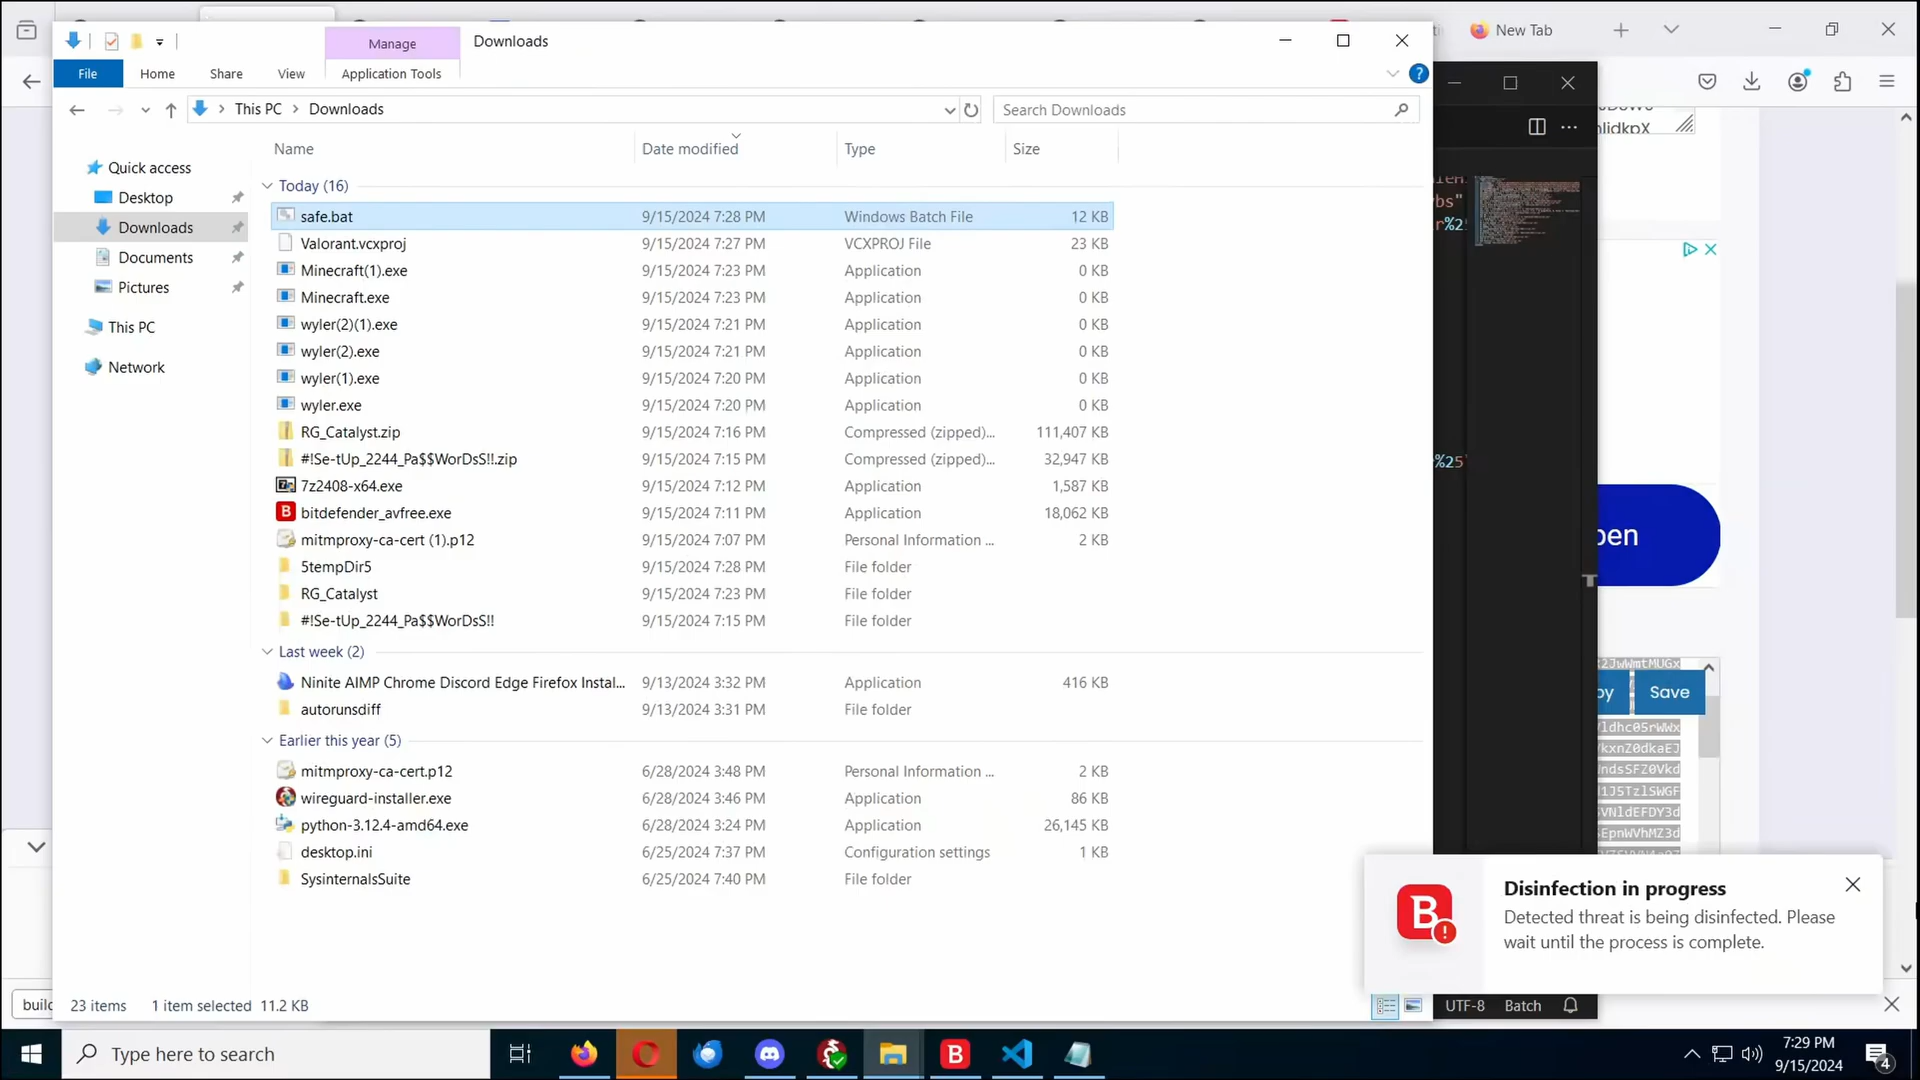 Manage
Downloads
New Tab
File
Home
Share
View
Application Tools
This PC
Downloads
Search Downloads
Name
Date modified
Type
Size
Quick access
Desktop
Downloads
Documents
Pictures
This PC
Network
Today (16)
safe.bat 9/15/2024 7:28 PM Windows Batch File 12 KB
Valorant.vcxproj 9/15/2024 7:27 PM VCXPROJ File 23 KB
Minecraft(1).exe 9/15/2024 7:23 PM Application 0 KB
Minecraft.exe 9/15/2024 7:23 PM Application 0 KB
wyler(2)(1).exe 9/15/2024 7:21 PM Application 0 KB
wyler(2).exe 9/15/2024 7:21 PM Application 0 KB
wyler(1).exe 9/15/2024 7:20 PM Application 0 KB
wyler.exe 9/15/2024 7:20 PM Application 0 KB
RG_Catalyst.zip 9/15/2024 7:16 PM Compressed (zipped)... 111,407 KB
#!Se-tUp_2244_Pa$$WorDsS!!.zip 9/15/2024 7:15 PM Compressed (zipped)... 32,947 KB
7z2408-x64.exe 9/15/2024 7:12 PM Application 1,587 KB
bitdefender_avfree.exe 9/15/2024 7:11 PM Application 18,062 KB
mitmproxy-ca-cert (1).p12 9/15/2024 7:07 PM Personal Information ... 2 KB
5tempDir5 9/15/2024 7:28 PM File folder
RG_Catalyst 9/15/2024 7:23 PM File folder
#!Se-tUp_2244_Pa$$WorDsS!! 9/15/2024 7:15 PM File folder
Last week (2)
Ninite AIMP Chrome Discord Edge Firefox Instal... 9/13/2024 3:32 PM Application 416 KB
autorunsdiff 9/13/2024 3:31 PM File folder
Earlier this year (5)
mitmproxy-ca-cert.p12 6/28/2024 3:48 PM Personal Information ... 2 KB
wireguard-installer.exe 6/28/2024 3:46 PM Application 86 KB
python-3.12.4-amd64.exe 6/28/2024 3:24 PM Application 26,145 KB
desktop.ini 6/25/2024 7:37 PM Configuration settings 1 KB
SysinternalsSuite 6/25/2024 7:40 PM File folder
23 items 1 item selected 11.2 KB
pen
Save
Disinfection in progress
Detected threat is being disinfected. Please
wait until the process is complete.
UTF-8 Batch
Type here to search
7:29 PM
9/15/2024
4